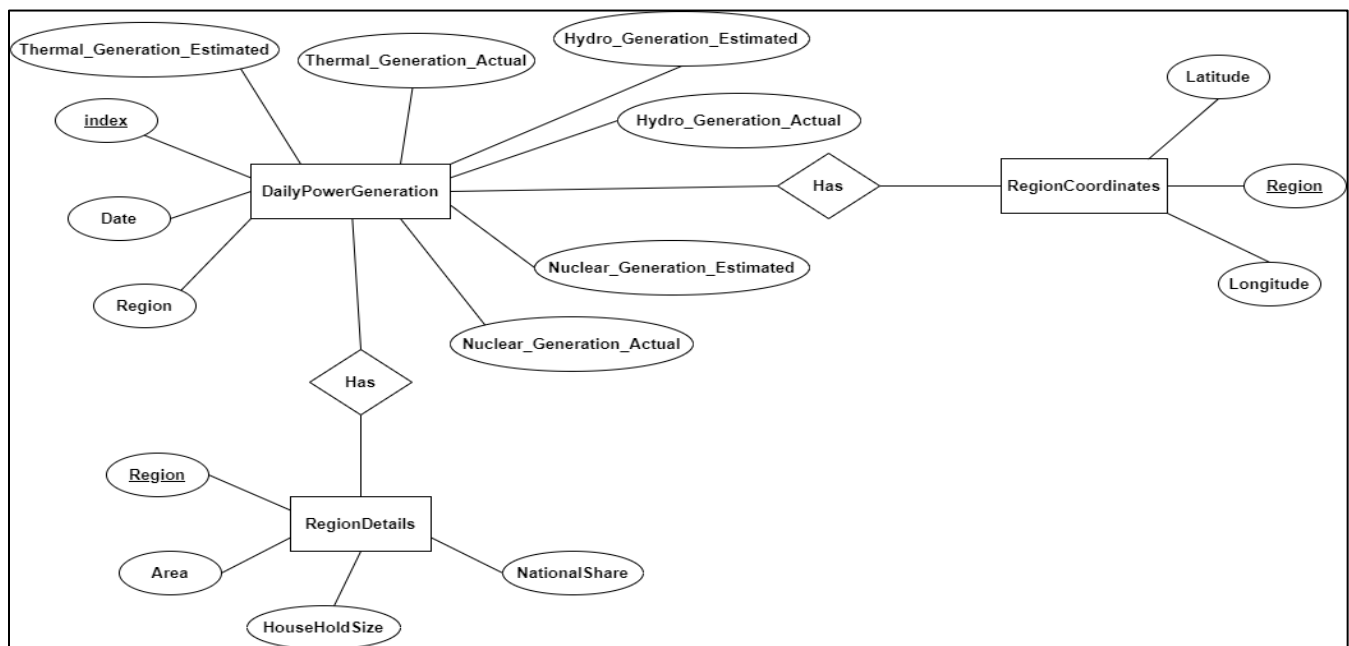 Thermal_Generation_Estimated
Thermal_Generation_Actual
Hydro_Generation_Estimated
Latitude
index
Hydro_Generation_Actual
DailyPowerGeneration
Has
RegionCoordinates
Region
Date
Nuclear_Generation_Estimated
Longitude
Region
Nuclear_Generation_Actual
Has
Region
RegionDetails
Area
NationalShare
HouseHoldSize